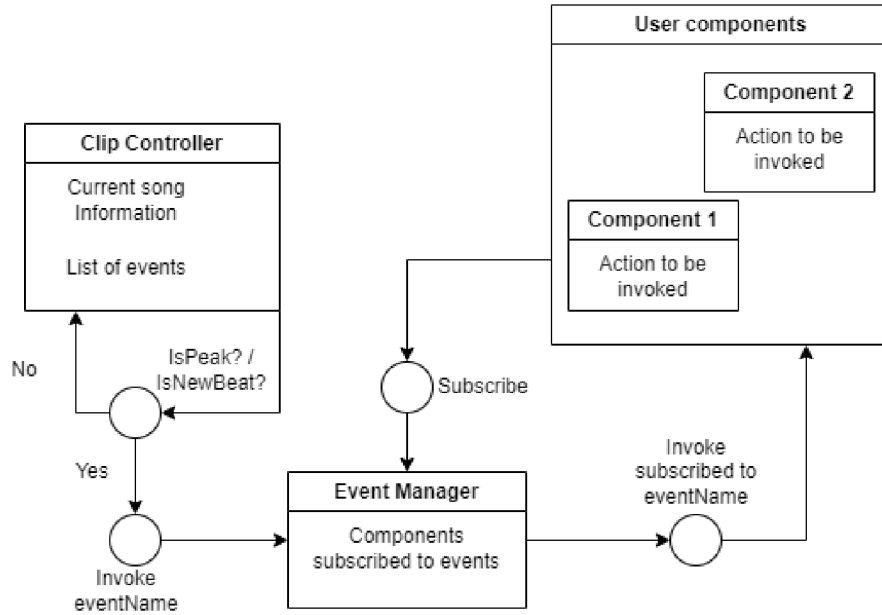 User components
Component 2
Action to be
invoked
Clip Controller
Current song
Information
List of events
Component 1
Action to be
invoked
No
IsPeak? /
IsNewBeat?
Subscribe
Yes
Invoke
subscribed to
eventName
Event Manager
Components
subscribed to events
Invoke
eventName